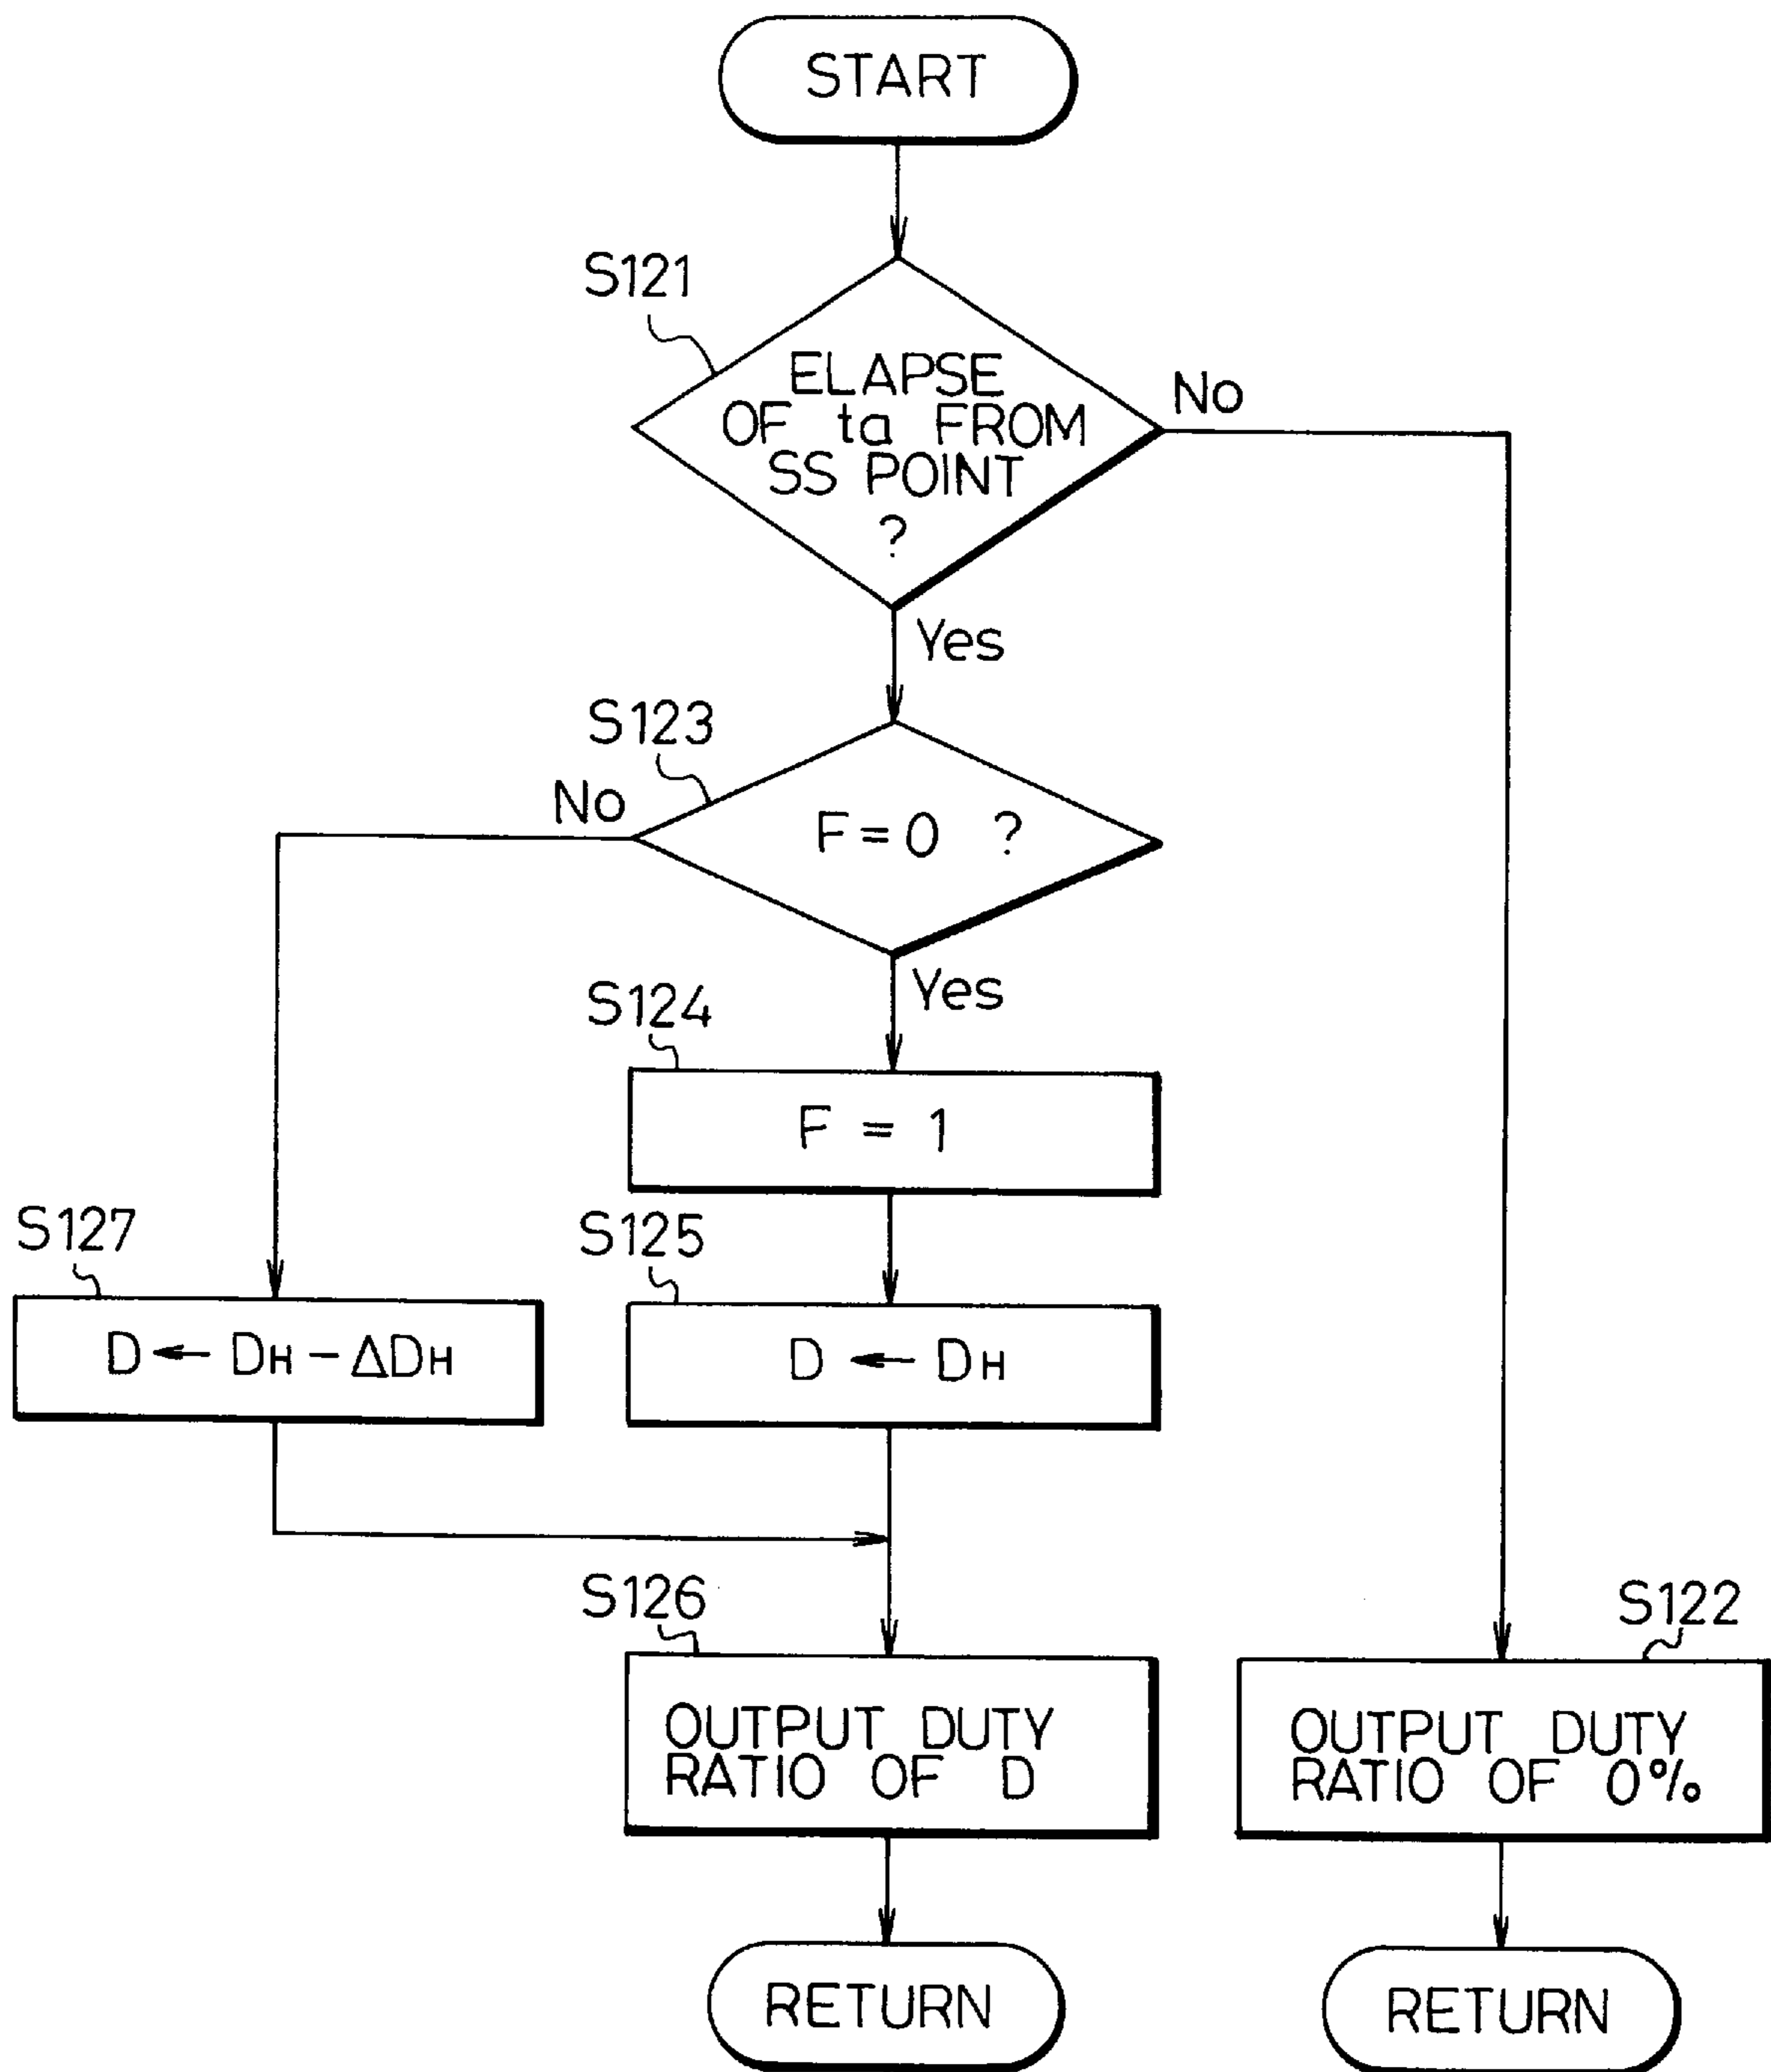 START
S121
ELAPSE
OF ta FROM
SS POINT
?
No
Yes
S123
No
F=0 ?
Yes
S124
F = 1
S127
S125
D ← DH − ΔDH
D ← DH
S126
S122
OUTPUT DUTY
RATIO OF D
OUTPUT DUTY
RATIO OF 0%
RETURN
RETURN